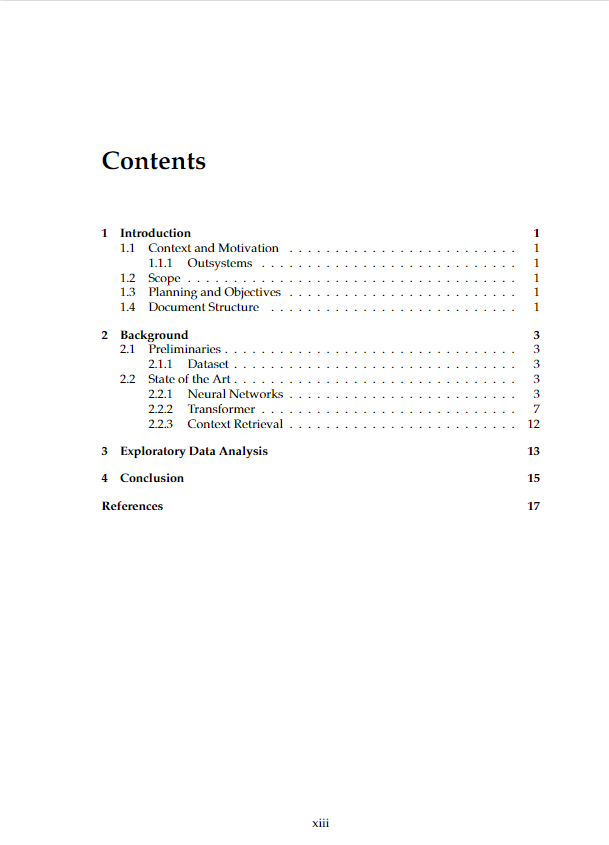 Contents
1 Introduction 1
1.1 Context and Motivation . . . . . . . . . . . . . . . . . . . . . . . . . 1
1.1.1 Outsystems . . . . . . . . . . . . . . . . . . . . . . . . . . . . 1
1.2 Scope . . . . . . . . . . . . . . . . . . . . . . . . . . . . . . . . . . . . 1
1.3 Planning and Objectives . . . . . . . . . . . . . . . . . . . . . . . . . 1
1.4 Document Structure . . . . . . . . . . . . . . . . . . . . . . . . . . . 1
2 Background 3
2.1 Preliminaries . . . . . . . . . . . . . . . . . . . . . . . . . . . . . . . . 3
2.1.1 Dataset . . . . . . . . . . . . . . . . . . . . . . . . . . . . . . . 3
2.2 State of the Art . . . . . . . . . . . . . . . . . . . . . . . . . . . . . . . 3
2.2.1 Neural Networks . . . . . . . . . . . . . . . . . . . . . . . . . 3
2.2.2 Transformer . . . . . . . . . . . . . . . . . . . . . . . . . . . . 7
2.2.3 Context Retrieval . . . . . . . . . . . . . . . . . . . . . . . . . 12
3 Exploratory Data Analysis 13
4 Conclusion 15
References 17
xiii